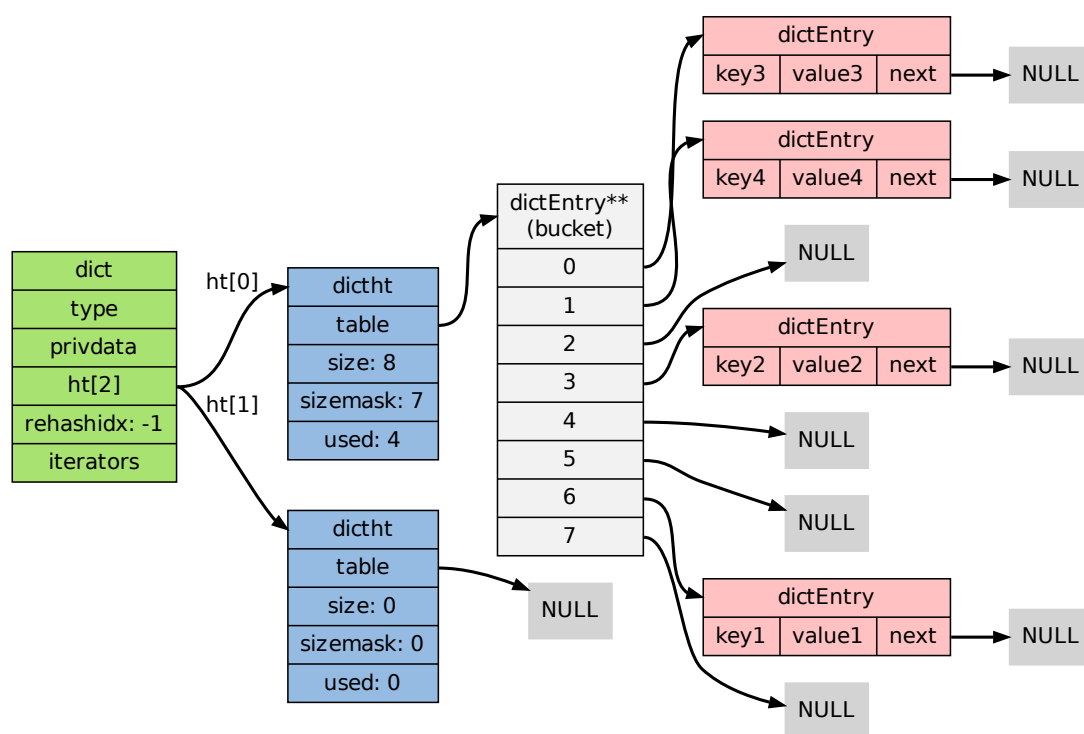 dict
type
privdata
ht[2]
rehashidx: -1
iterators
ht[0]
ht[1]
dictht
table
size: 8
sizemask: 7
used: 4
dictht
table
size: 0
sizemask: 0
used: 0
NULL
dictEntry**
(bucket)
0
1
2
3
4
5
6
7
dictEntry
key3 value3 next
NULL
dictEntry
key4 value4 next
NULL
NULL
dictEntry
key2 value2 next
NULL
NULL
NULL
dictEntry
key1 value1 next
NULL
NULL